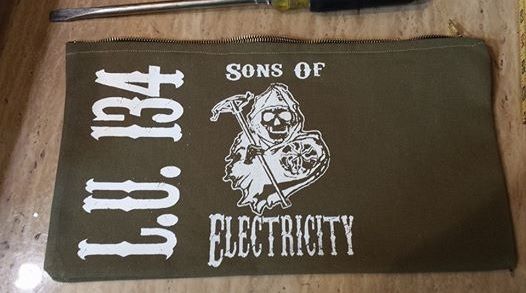 L.U. 134
SONS OF
ELECTRICITY